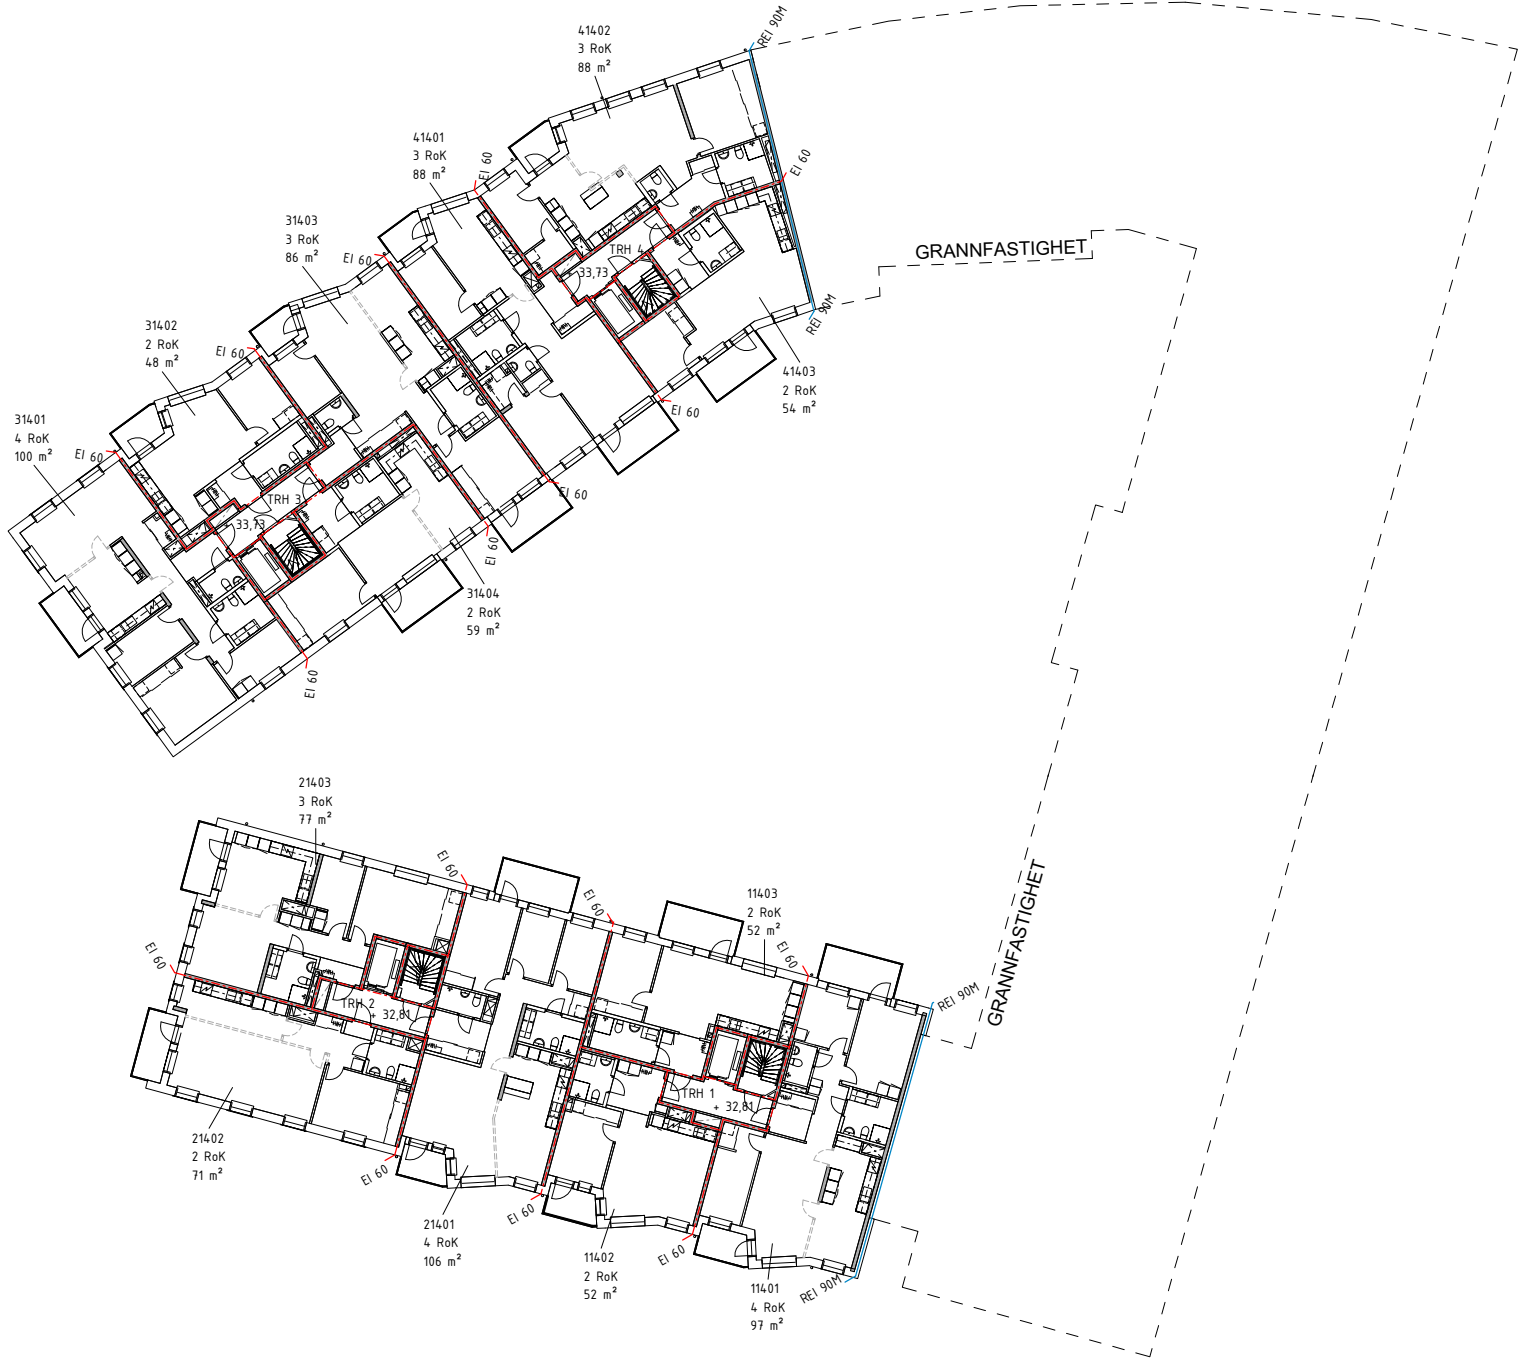 REI 90M
41402
3 RoK
88 m²
41401
3 RoK
88 m²
EI 60
EI 60
31403
3 RoK
86 m²
EI 60
TRH 4
+ 33,73
GRANNFASTIGHET
REI 90M
31402
2 RoK
48 m²
EI 60
41403
2 RoK
54 m²
EI 60
31401
4 RoK
100 m²
EI 60
EI 60
TRH 3
+ 33,73
EI 60
31404
2 RoK
59 m²
EI 60
21403
3 RoK
77 m²
EI 60
EI 60
11403
2 RoK
52 m²
EI 60
GRANNFASTIGHET
EI 60
REI 90M
TRH 2
+ 32,81
TRH 1
+ 32,81
21402
2 RoK
71 m²
EI 60
21401
4 RoK
106 m²
EI 60
11402
2 RoK
52 m²
EI 60
11401
4 RoK
97 m²
REI 90M